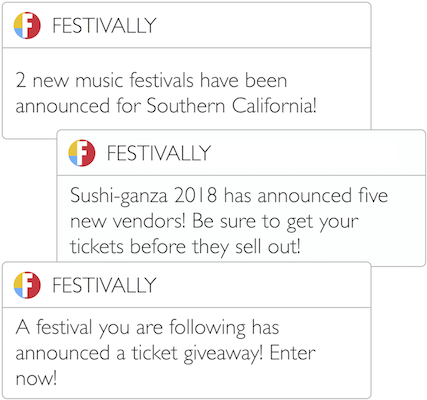 F FESTIVALLY
2 new music festivals have been
announced for Southern California!
F FESTIVALLY
Sushi-ganza 2018 has announced five
new vendors! Be sure to get your
tickets before they sell out!
F FESTIVALLY
A festival you are following has
announced a ticket giveaway! Enter
now!